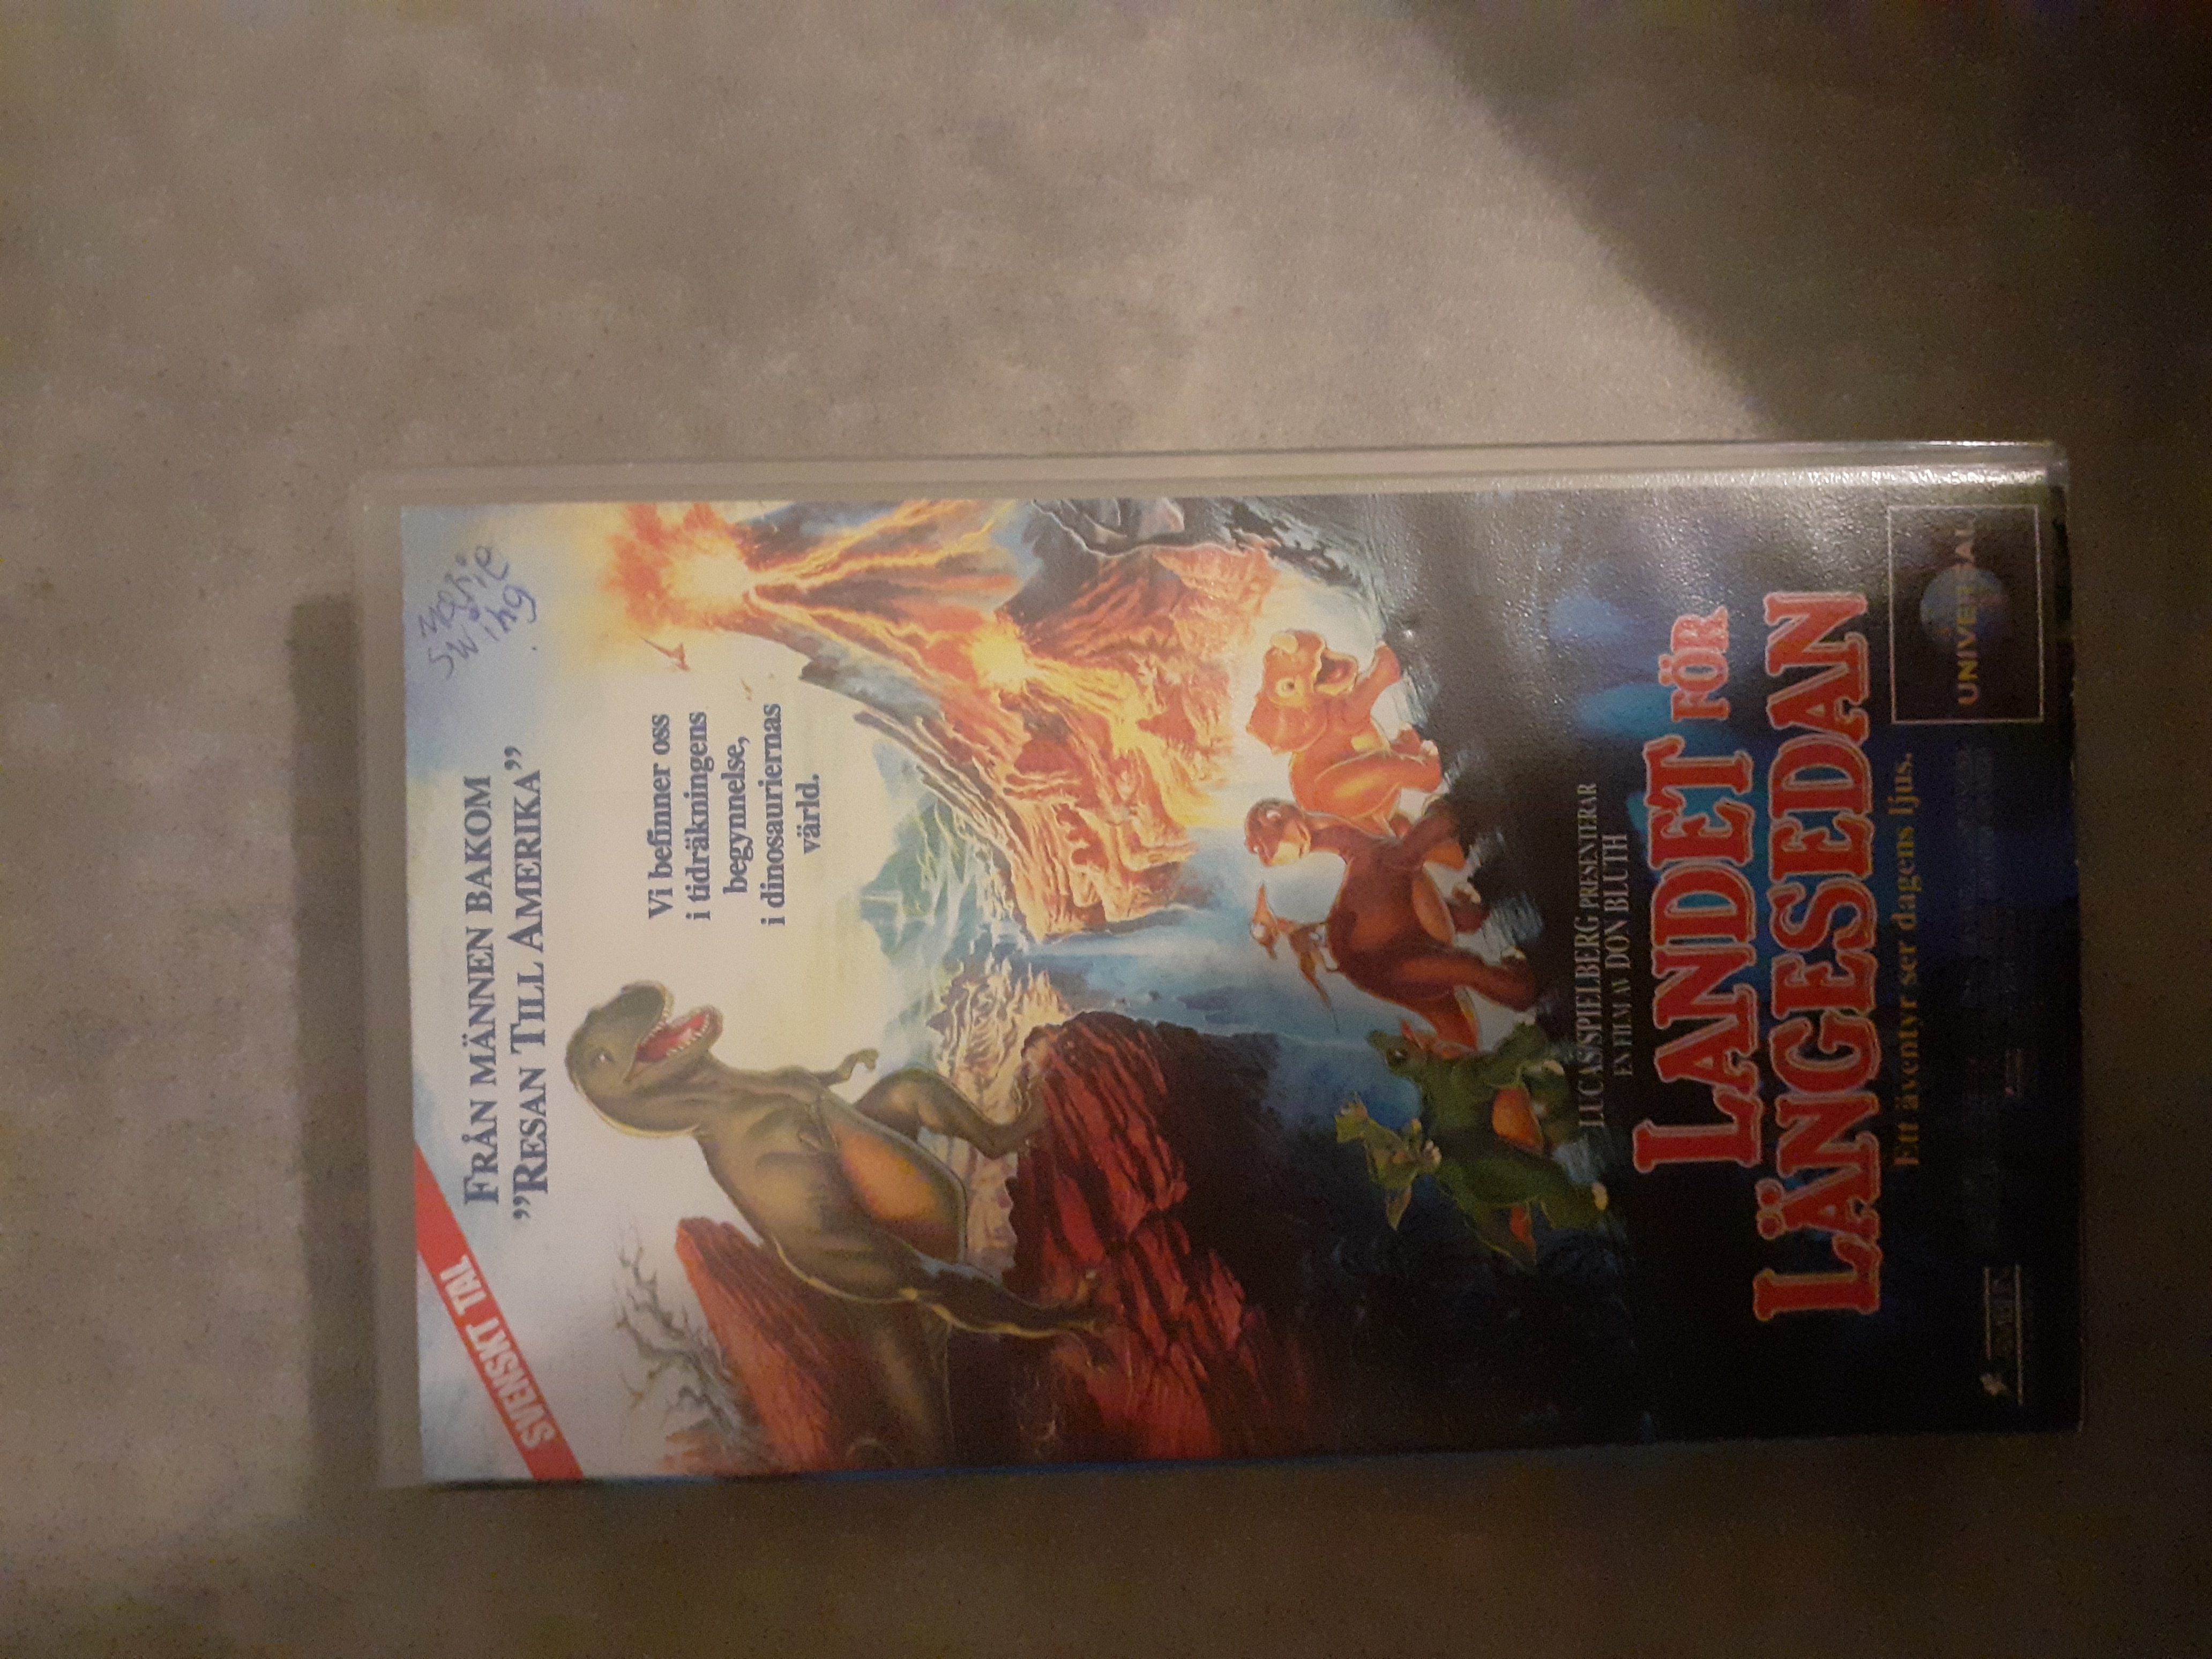 SVENSKT TAL
FRÅN MÄNNEN BAKOM
”RESAN TILL AMERIKA”
Vi befinner oss
i tidräkningens
begynnelse,
i dinosauriernas
värld.
LUCAS/SPIELBERG PRESENTERAR
EN FILM AV DON BLUTH
LANDET FÖR
LÄNGESEDAN
Ett äventyr ser dagens ljus.
UNIVERSAL